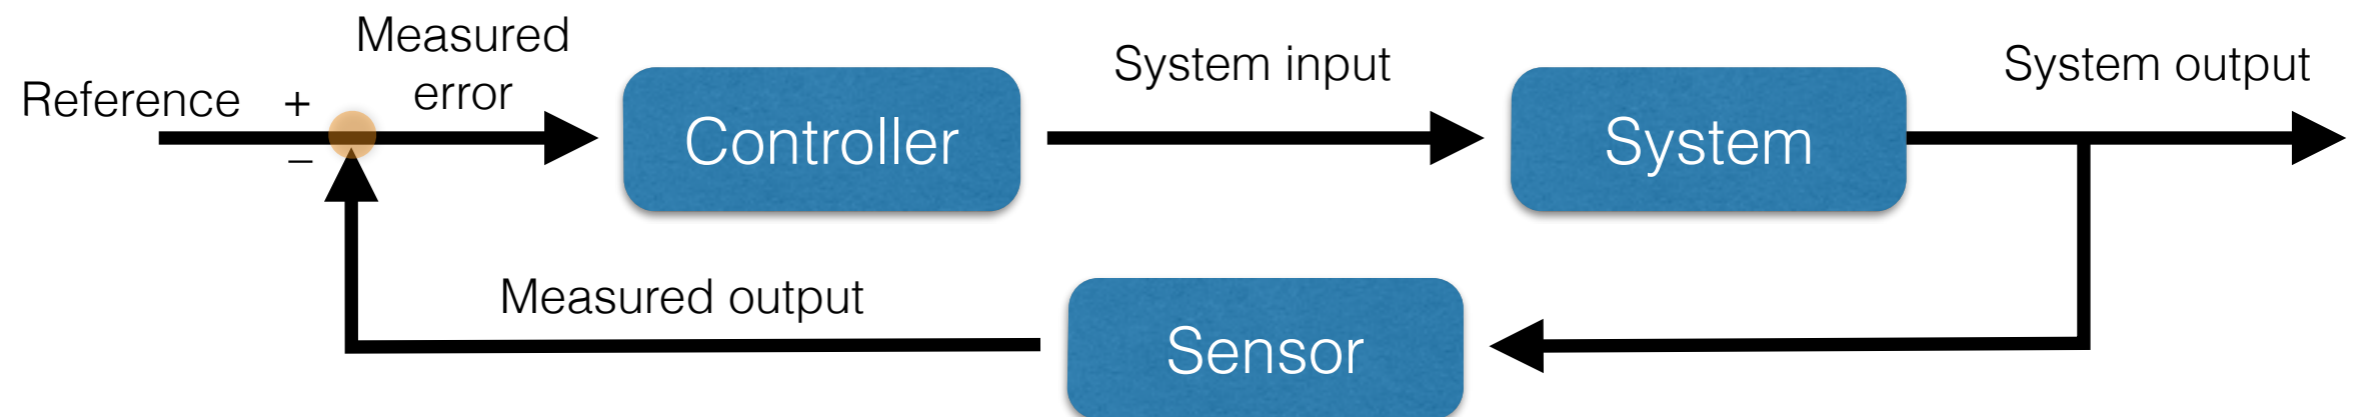 Measured
error
Reference
+
–
Controller
System input
System
System output
Measured output
Sensor